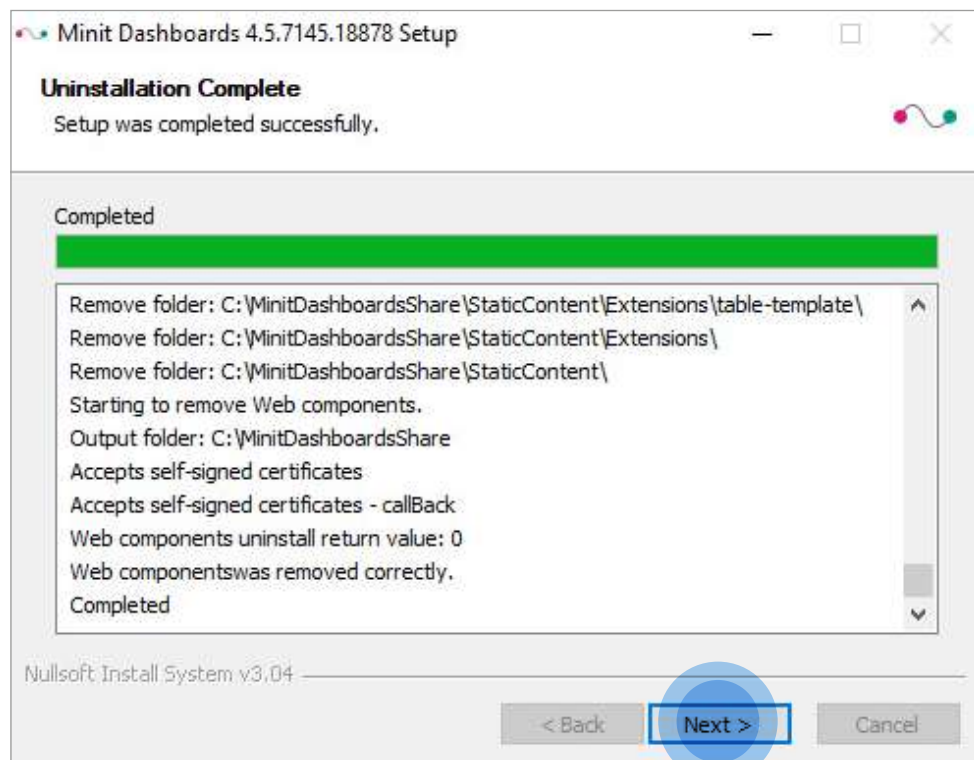 Minit Dashboards 4.5.7145.18878 Setup
Uninstallation Complete
Setup was completed successfully.
Completed
Remove folder: C:\MinitDashboardsShare\StaticContent\Extensions\table-template\
Remove folder: C:\MinitDashboardsShare\StaticContent\Extensions\
Remove folder: C:\MinitDashboardsShare\StaticContent\
Starting to remove Web components.
Output folder: C:\MinitDashboardsShare
Accepts self-signed certificates
Accepts self-signed certificates - callBack
Web components uninstall return value: 0
Web componentswas removed correctly.
Completed
Nullsoft Install System v3.04
< Back Next > Cancel